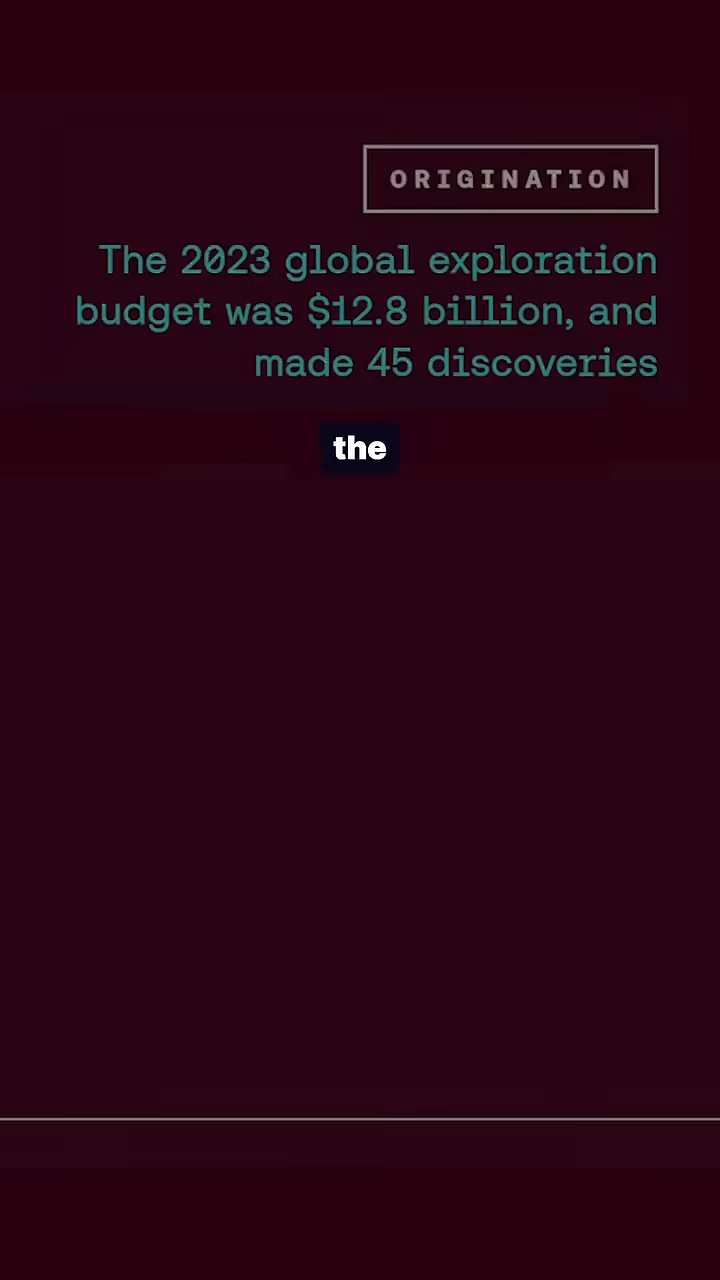 ORIGINATION
The 2023 global exploration
budget was $12.8 billion, and
made 45 discoveries
the